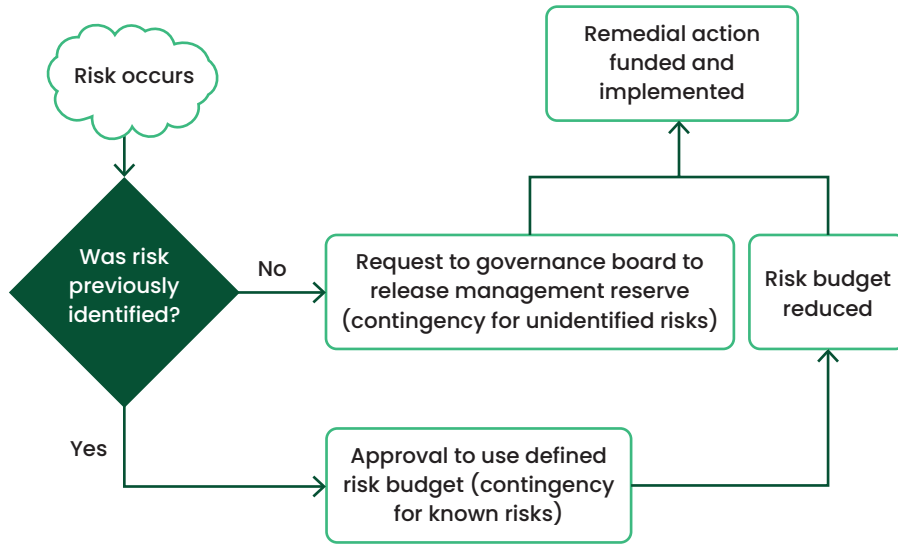 Risk occurs
Remedial action
funded and
implemented
Was risk
previously
identified?
No
Request to governance board to
release management reserve
(contingency for unidentified risks)
Risk budget
reduced
Yes
Approval to use defined
risk budget (contingency
for known risks)